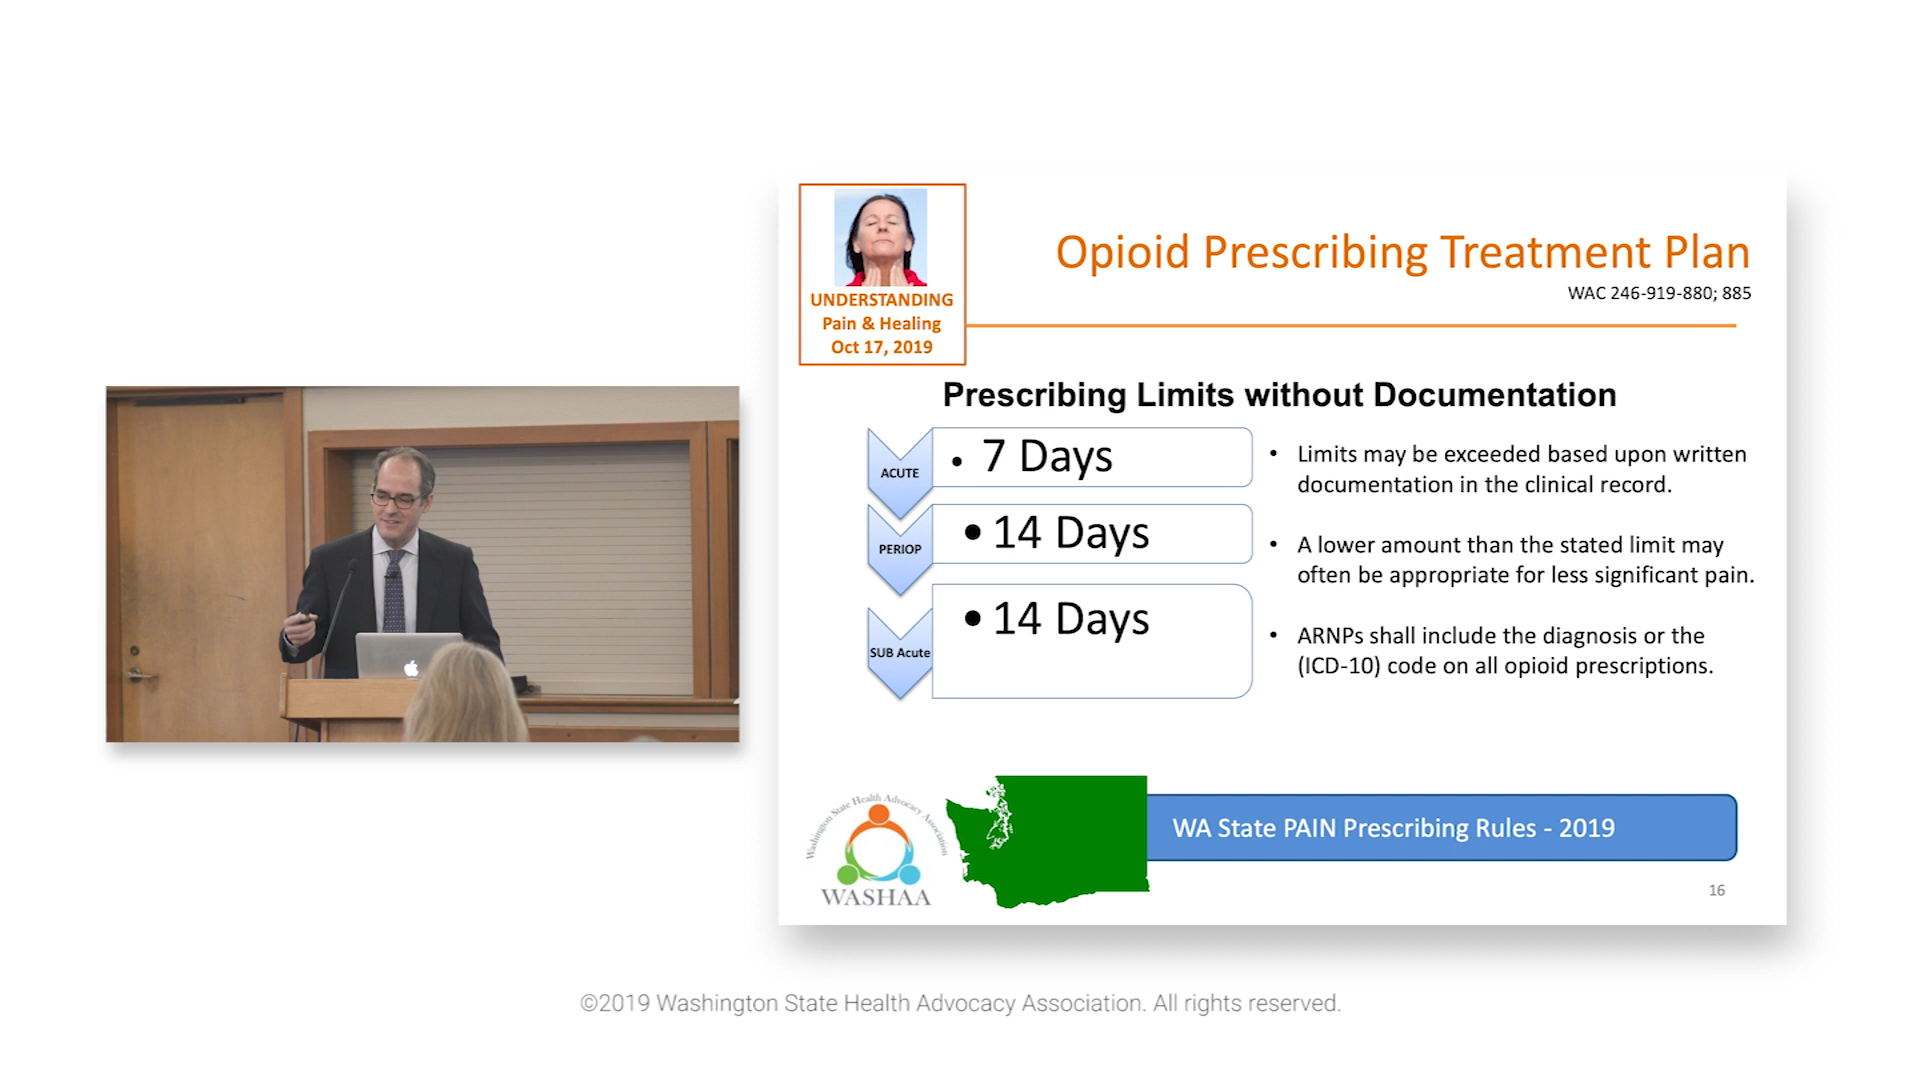 UNDERSTANDING
Pain & Healing
Oct 17, 2019
Opioid Prescribing Treatment Plan
WAC 246-919-880; 885
Prescribing Limits without Documentation
ACUTE
• 7 Days
PERIOP
• 14 Days
SUB Acute
• 14 Days
• Limits may be exceeded based upon written
documentation in the clinical record.
• A lower amount than the stated limit may
often be appropriate for less significant pain.
• ARNPs shall include the diagnosis or the
(ICD-10) code on all opioid prescriptions.
Washington State Health Advocacy Association
WASHAA
WA State PAIN Prescribing Rules - 2019
16
©2019 Washington State Health Advocacy Association. All rights reserved.